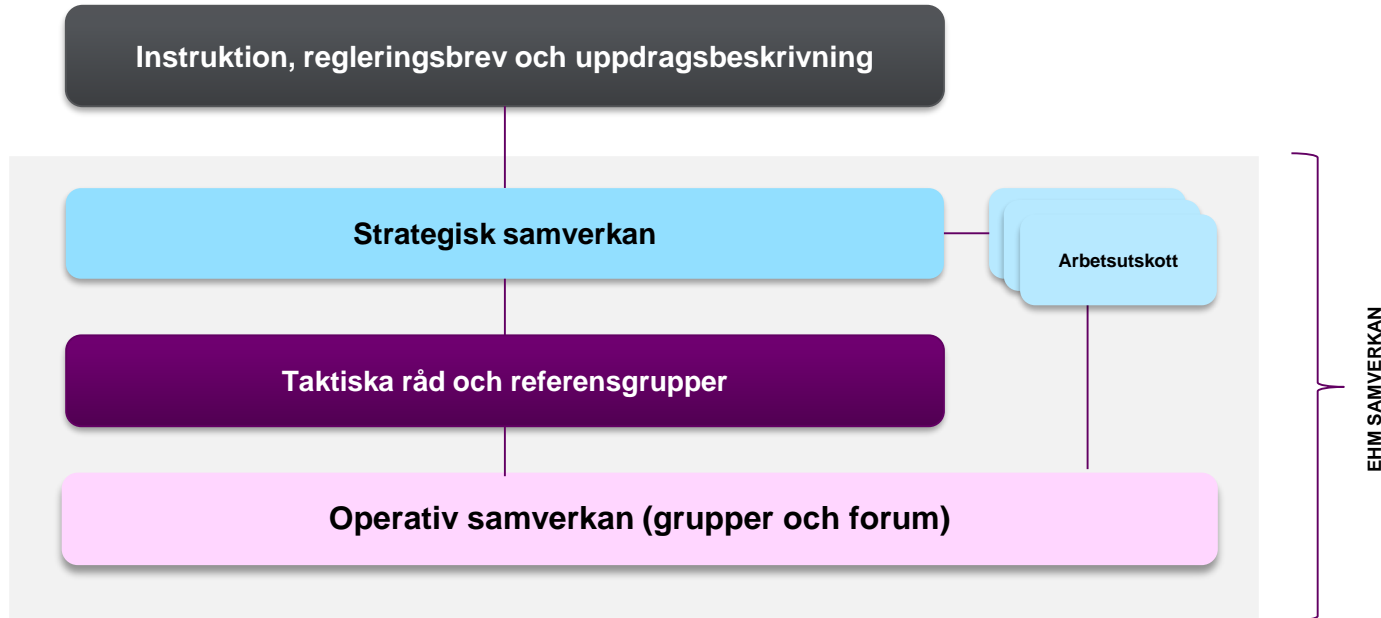 Instruktion, regleringsbrev och uppdragsbeskrivning
Strategisk samverkan
Arbetsutskott
Taktiska råd och referensgrupper
Operativ samverkan (grupper och forum)
EHM SAMVERKAN